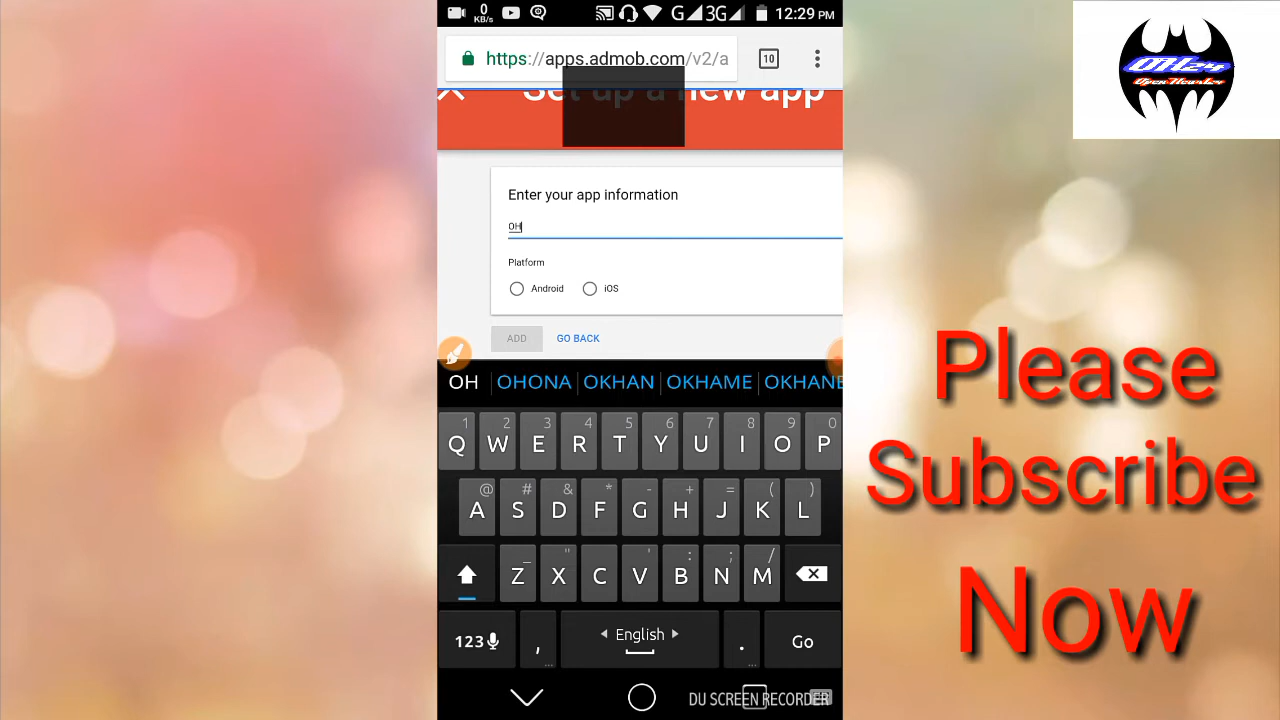 0
KB/s
G 3G 12:29 PM
https://apps.admob.com/v2/a
10
Set up a new app
Enter your app information
OH
Platform
Android iOS
ADD GO BACK
OH OHONA OKHAN OKHAME OKHANE
1 2 3 4 5 6 7 8 9 0
Q W E R T Y U I O P
@ # & * - + = ( )
A S D F G H J K L
_ " ' : ; /
Z X C V B N M
123 , English . Go
DU SCREEN RECORDER
Please
Subscribe
Now